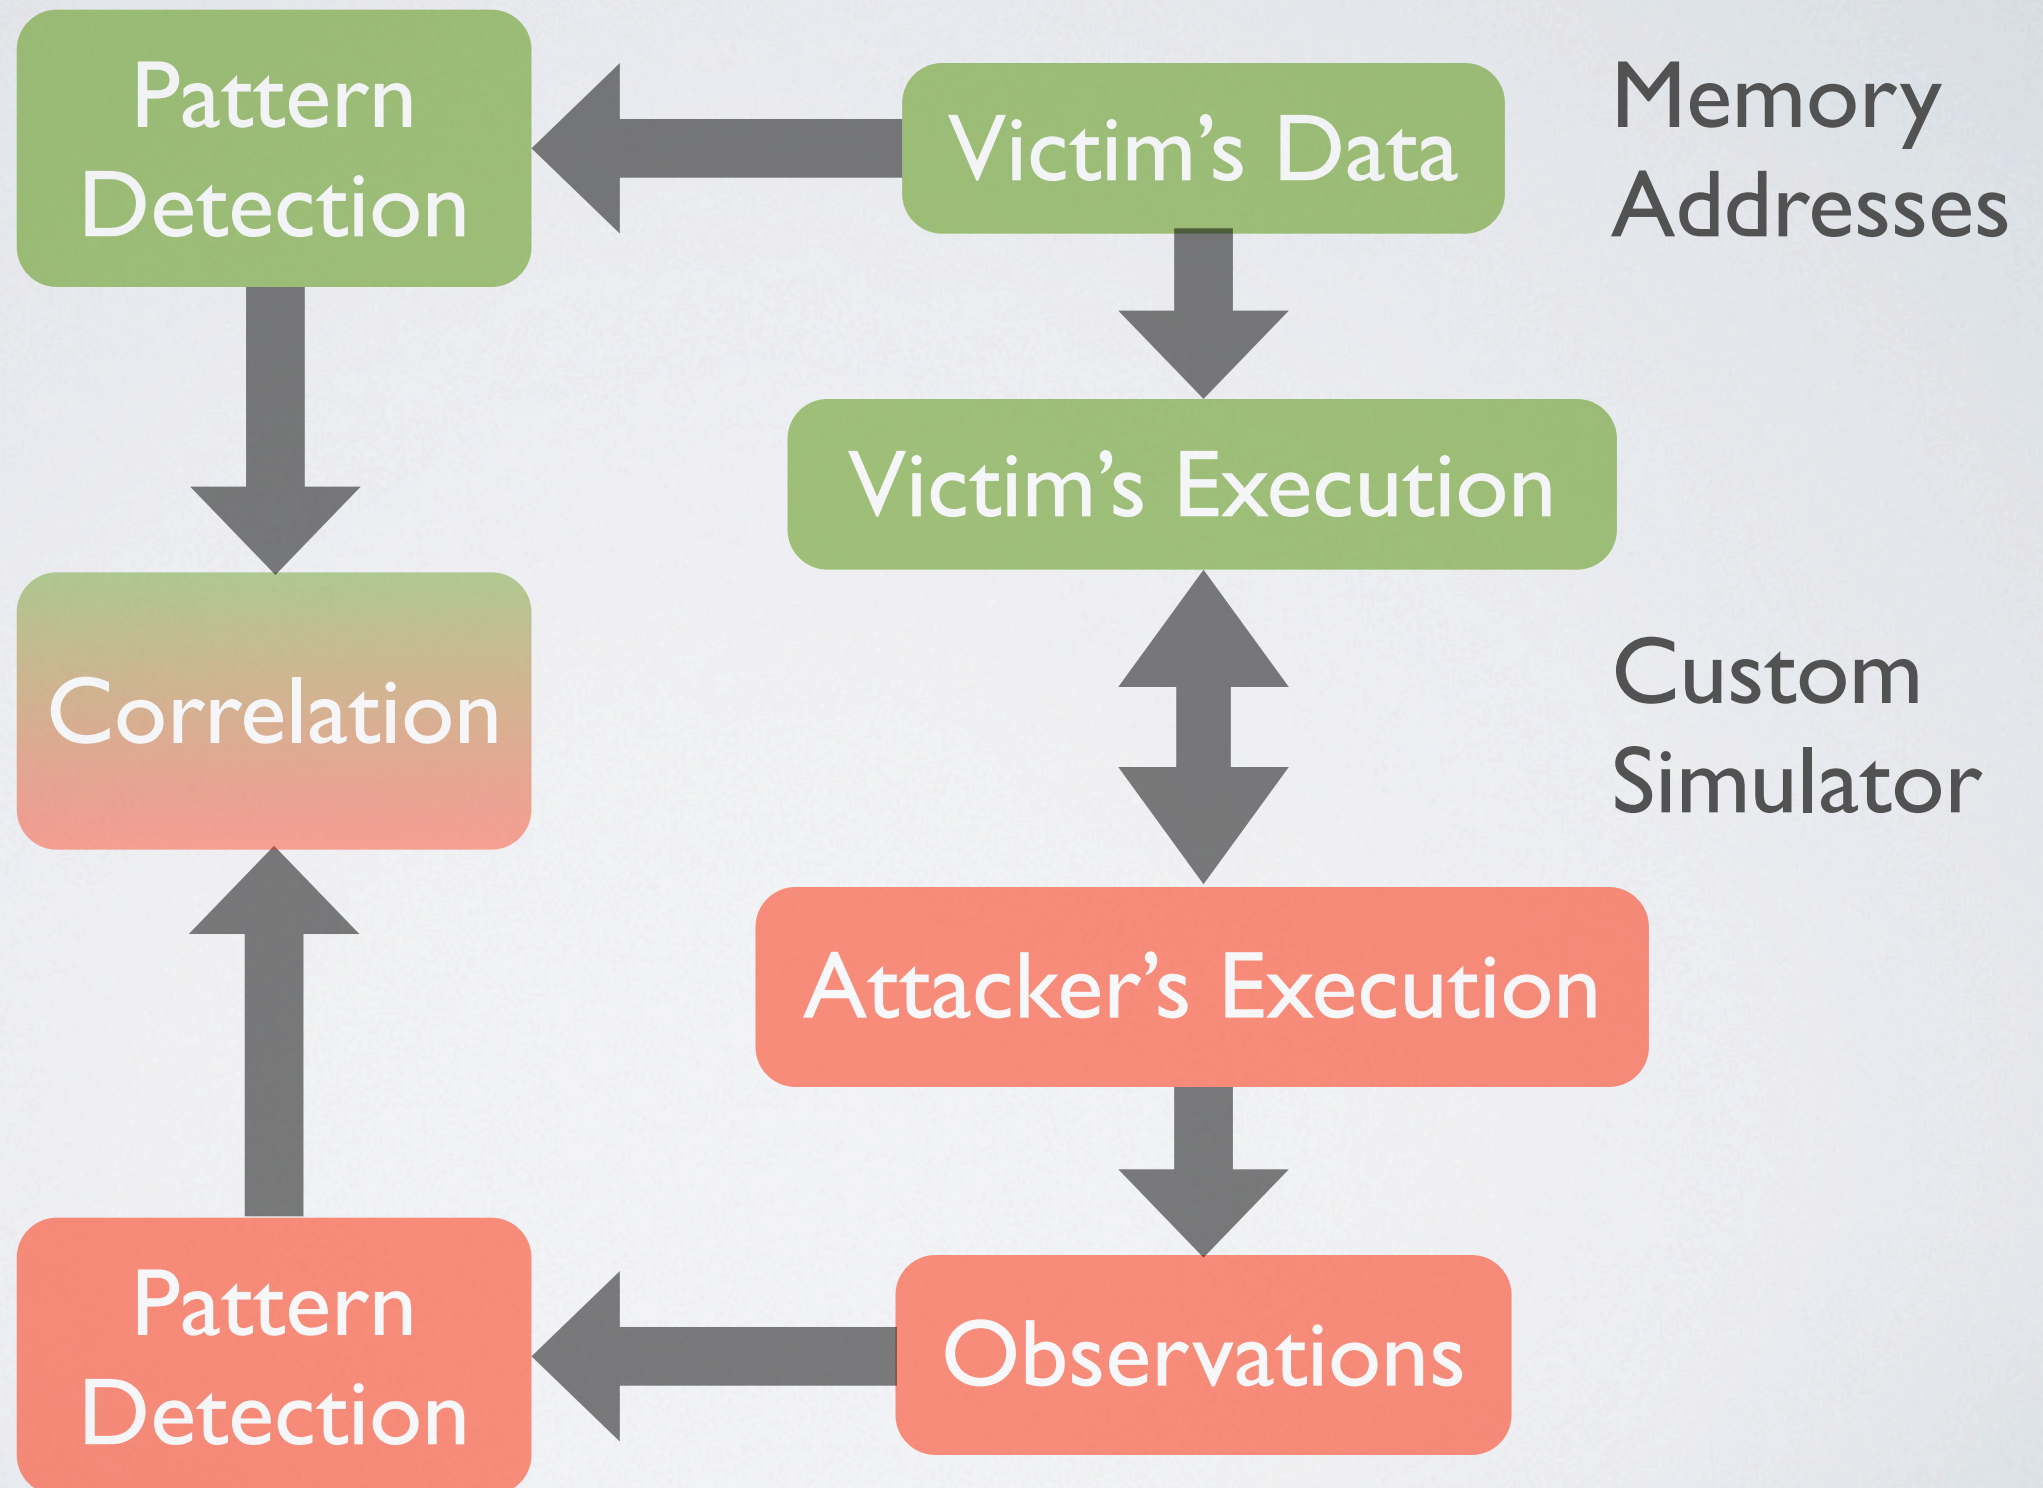 Pattern
Detection
Victim’s Data
Memory
Addresses
Victim’s Execution
Correlation
Custom
Simulator
Attacker’s Execution
Pattern
Detection
Observations